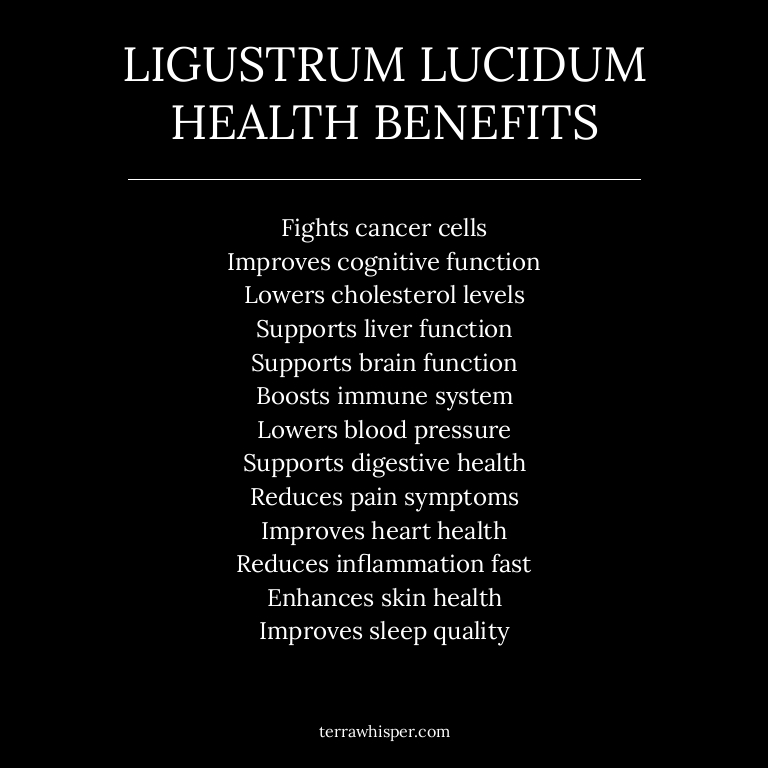 LIGUSTRUM LUCIDUM
HEALTH BENEFITS
Fights cancer cells
Improves cognitive function
Lowers cholesterol levels
Supports liver function
Supports brain function
Boosts immune system
Lowers blood pressure
Supports digestive health
Reduces pain symptoms
Improves heart health
Reduces inflammation fast
Enhances skin health
Improves sleep quality
terrawhisper.com